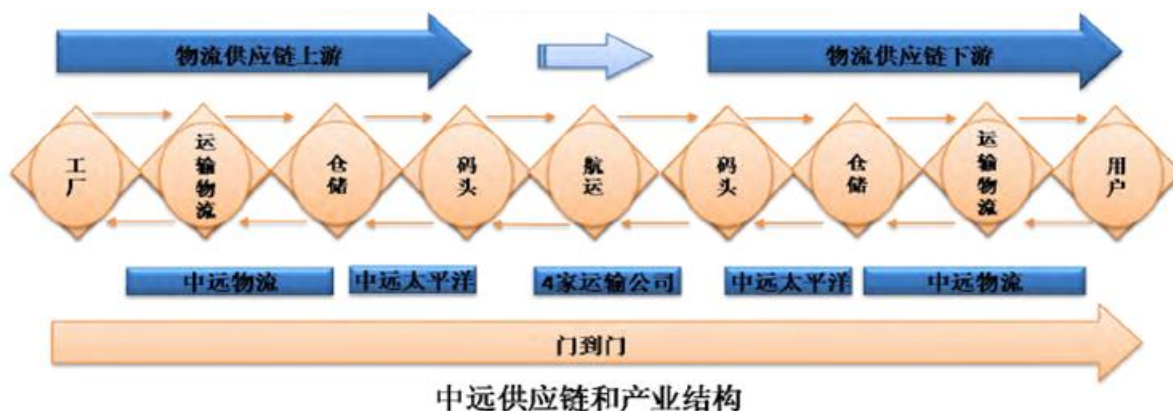 物流供应链上游
物流供应链下游
工厂
运输物流
仓储
码头
航运
码头
仓储
运输物流
用户
中远物流
中远太平洋
4家运输公司
中远太平洋
中远物流
门到门
中远供应链和产业结构